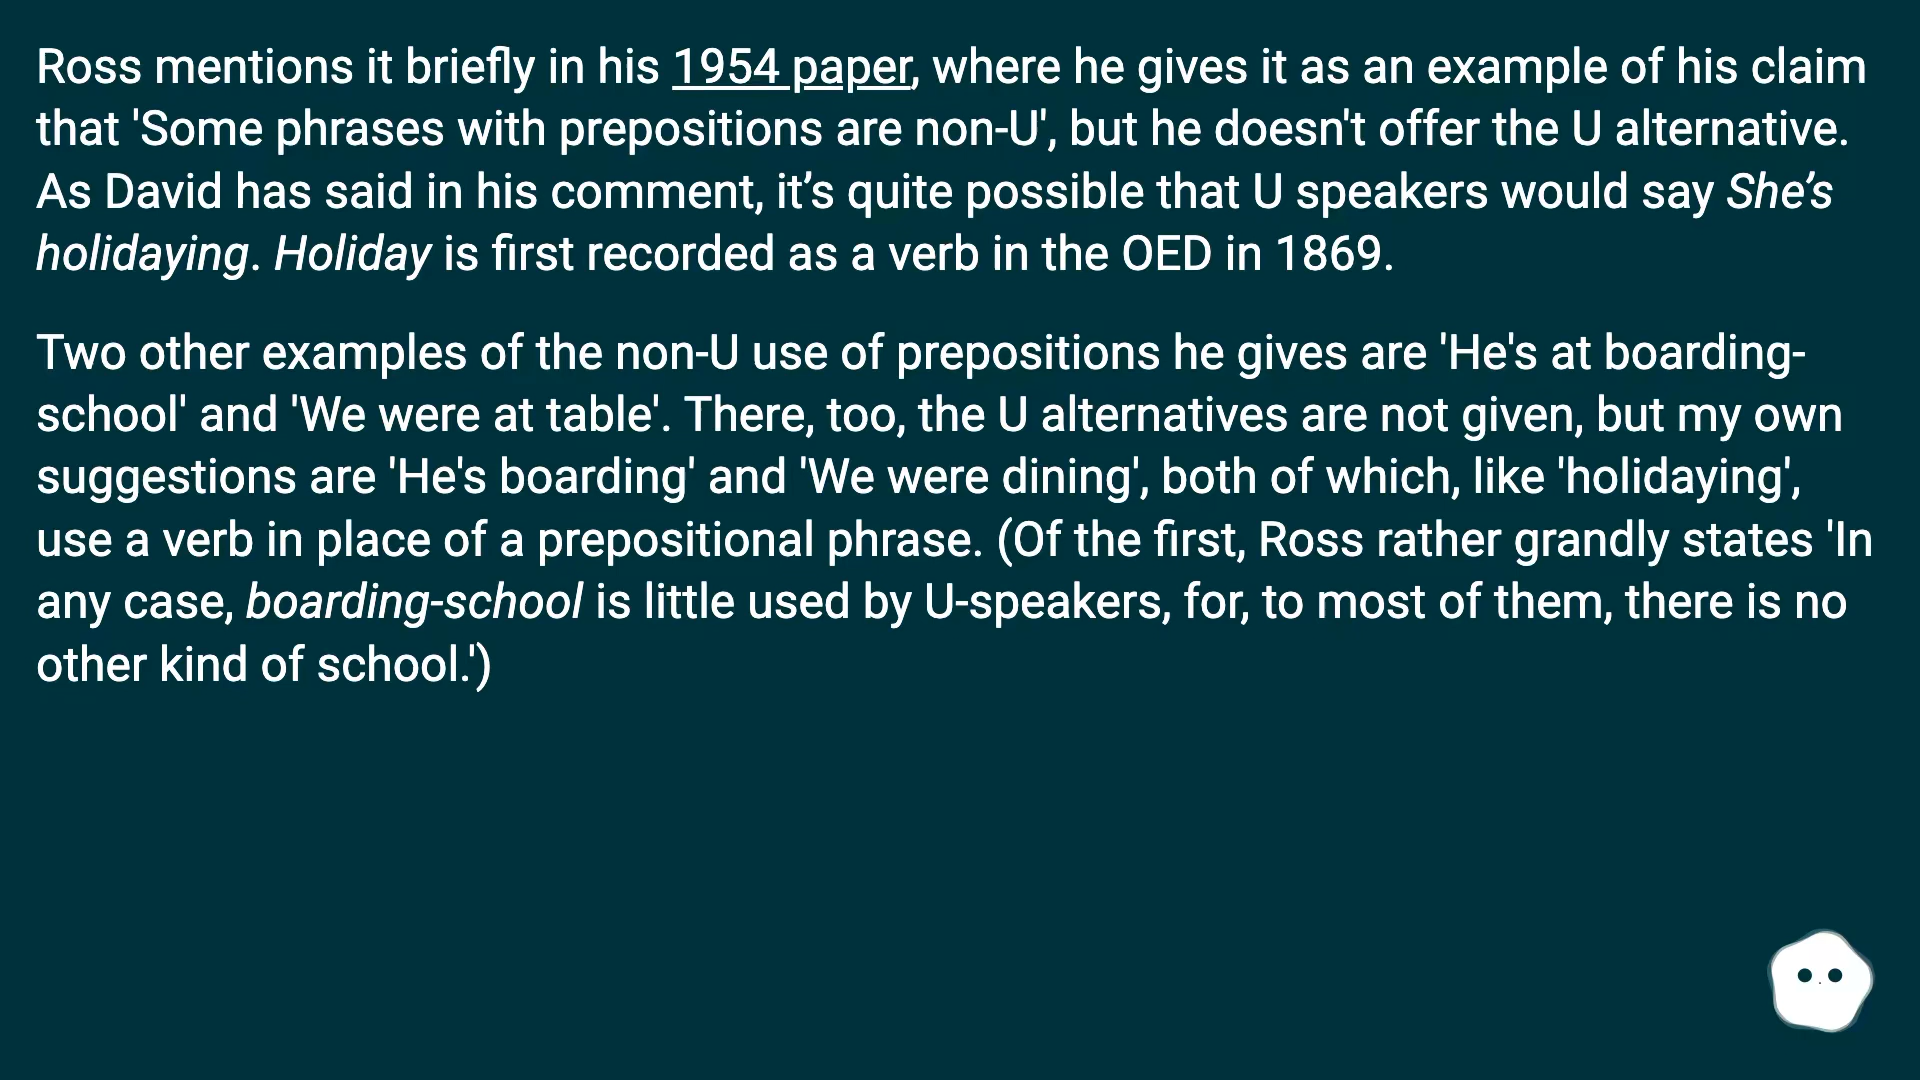 Ross mentions it briefly in his 1954 paper, where he gives it as an example of his claim
that 'Some phrases with prepositions are non-U', but he doesn't offer the U alternative.
As David has said in his comment, it’s quite possible that U speakers would say She’s
holidaying. Holiday is first recorded as a verb in the OED in 1869.
Two other examples of the non-U use of prepositions he gives are 'He's at boarding-
school' and 'We were at table'. There, too, the U alternatives are not given, but my own
suggestions are 'He's boarding' and 'We were dining', both of which, like 'holidaying',
use a verb in place of a prepositional phrase. (Of the first, Ross rather grandly states 'In
any case, boarding-school is little used by U-speakers, for, to most of them, there is no
other kind of school.')